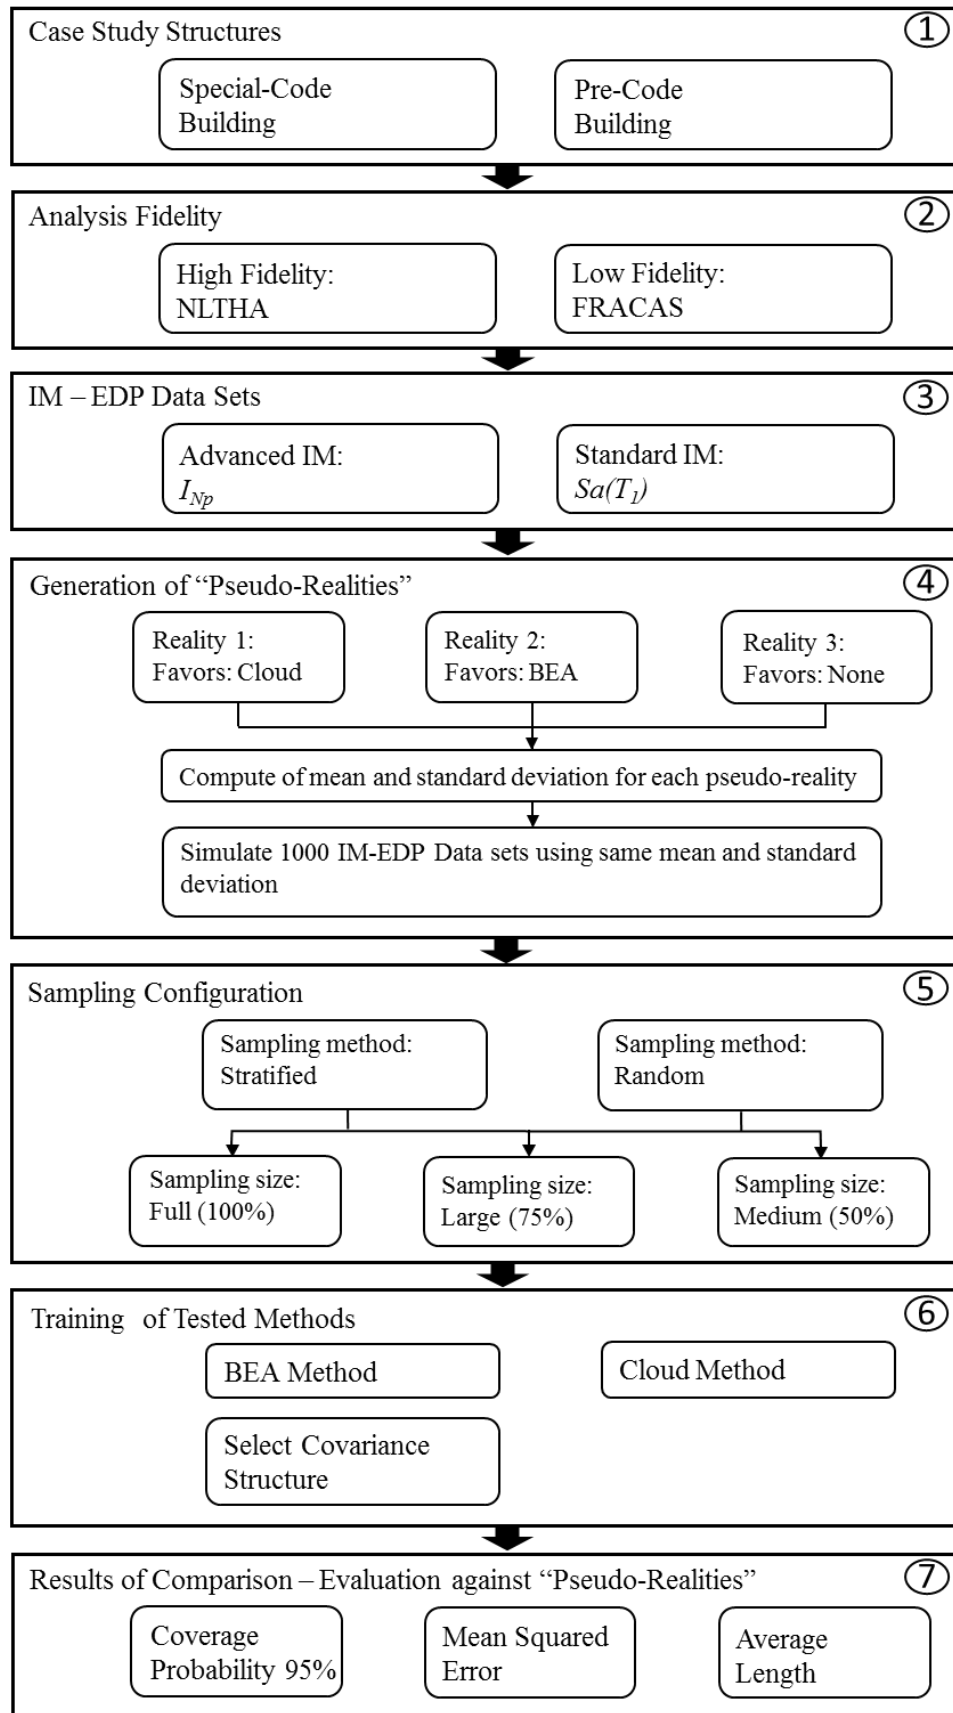 Case Study Structures
1
Special-Code
Building
Pre-Code
Building
Analysis Fidelity
2
High Fidelity:
NLTHA
Low Fidelity:
FRACAS
IM – EDP Data Sets
3
Advanced IM:
I_Np
Standard IM:
Sa(T_1)
Generation of “Pseudo-Realities”
4
Reality 1:
Favors: Cloud
Reality 2:
Favors: BEA
Reality 3:
Favors: None
Compute of mean and standard deviation for each pseudo-reality
Simulate 1000 IM-EDP Data sets using same mean and standard
deviation
Sampling Configuration
5
Sampling method:
Stratified
Sampling method:
Random
Sampling size:
Full (100%)
Sampling size:
Large (75%)
Sampling size:
Medium (50%)
Training of Tested Methods
6
BEA Method
Cloud Method
Select Covariance
Structure
Results of Comparison – Evaluation against “Pseudo-Realities”
7
Coverage
Probability 95%
Mean Squared
Error
Average
Length